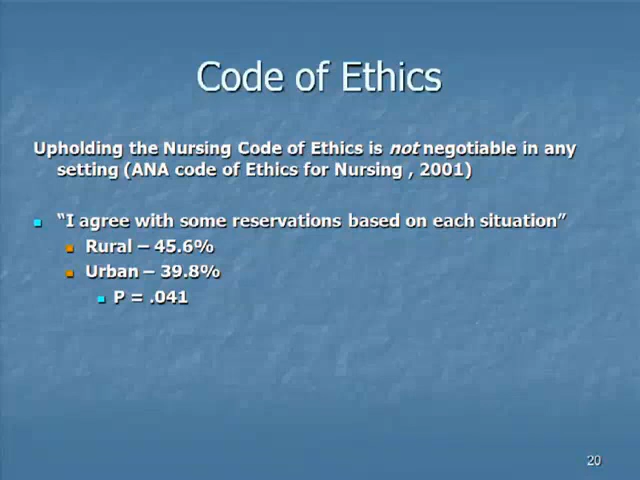 Code of Ethics
Upholding the Nursing Code of Ethics is not negotiable in any
setting (ANA code of Ethics for Nursing , 2001)
“I agree with some reservations based on each situation”
Rural – 45.6%
Urban – 39.8%
P = .041
20